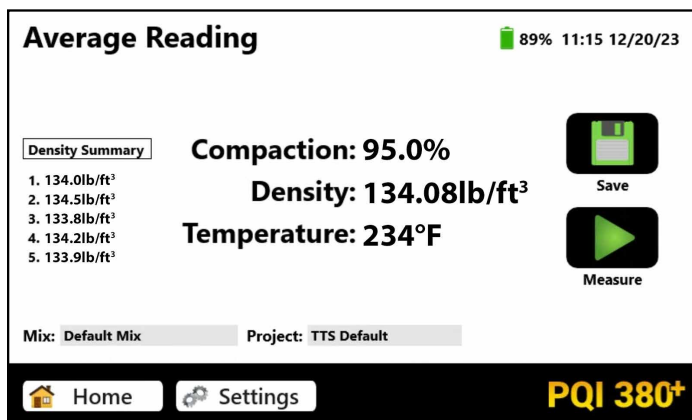 Average Reading
89% 11:15 12/20/23
Density Summary
1. 134.0lb/ft³
2. 134.5lb/ft³
3. 133.8lb/ft³
4. 134.2lb/ft³
5. 133.9lb/ft³
Compaction: 95.0%
Density: 134.08lb/ft³
Temperature: 234°F
Save
Measure
Mix: Default Mix
Project: TTS Default
Home
Settings
PQI 380+